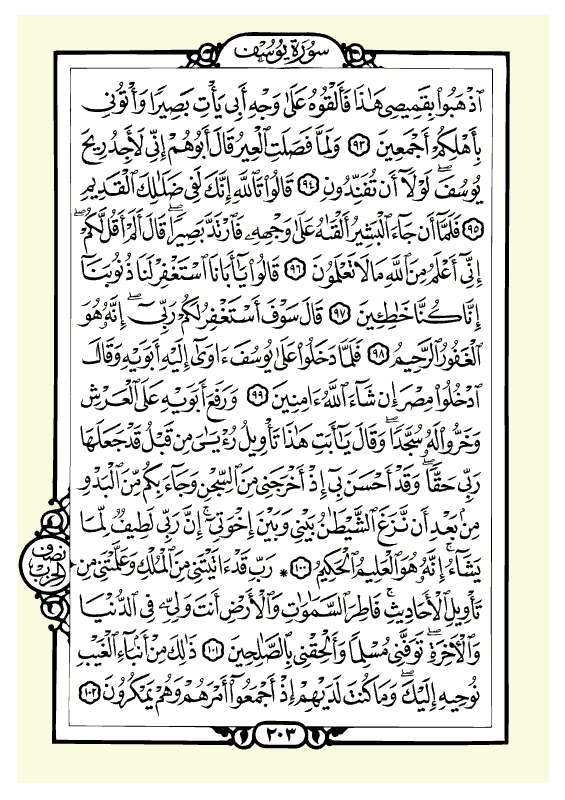 سُورَةُ يُوسُفَ
ٱذْهَبُوا۟ بِقَمِيصِى هَٰذَا فَأَلْقُوهُ عَلَىٰ وَجْهِ أَبِى يَأْتِ بَصِيرًا وَأْتُونِى
بِأَهْلِكُمْ أَجْمَعِينَ ٩٣ وَلَمَّا فَصَلَتِ ٱلْعِيرُ قَالَ أَبُوهُمْ إِنِّى لَأَجِدُ رِيحَ
يُوسُفَ ۖ لَوْلَآ أَن تُفَنِّدُونِ ٩٤ قَالُوا۟ تَٱللَّهِ إِنَّكَ لَفِى ضَلَٰلِكَ ٱلْقَدِيمِ
٩٥ فَلَمَّآ أَن جَآءَ ٱلْبَشِيرُ أَلْقَىٰهُ عَلَىٰ وَجْهِهِۦ فَٱرْتَدَّ بَصِيرًا ۖ قَالَ أَلَمْ أَقُل لَّكُمْ ۖ
إِنِّىٓ أَعْلَمُ مِنَ ٱللَّهِ مَا لَا تَعْلَمُونَ ٩٦ قَالُوا۟ يَٰٓأَبَانَا ٱسْتَغْفِرْ لَنَا ذُنُوبَنَآ
إِنَّا كُنَّا خَٰطِـِٔينَ ٩٧ قَالَ سَوْفَ أَسْتَغْفِرُ لَكُمْ رَبِّىٓ ۖ إِنَّهُۥ هُوَ
ٱلْغَفُورُ ٱلرَّحِيمُ ٩٨ فَلَمَّا دَخَلُوا۟ عَلَىٰ يُوسُفَ ءَاوَىٰٓ إِلَيْهِ أَبَوَيْهِ وَقَالَ
ٱدْخُلُوا۟ مِصْرَ إِن شَآءَ ٱللَّهُ ءَامِنِينَ ٩٩ وَرَفَعَ أَبَوَيْهِ عَلَى ٱلْعَرْشِ
وَخَرُّوا۟ لَهُۥ سُجَّدًا ۖ وَقَالَ يَٰٓأَبَتِ هَٰذَا تَأْوِيلُ رُءْيَٰىَ مِن قَبْلُ قَدْ جَعَلَهَا
رَبِّى حَقًّا ۖ وَقَدْ أَحْسَنَ بِىٓ إِذْ أَخْرَجَنِى مِنَ ٱلسِّجْنِ وَجَآءَ بِكُم مِّنَ ٱلْبَدْوِ
مِنۢ بَعْدِ أَن نَّزَغَ ٱلشَّيْطَٰنُ بَيْنِى وَبَيْنَ إِخْوَتِىٓ ۚ إِنَّ رَبِّى لَطِيفٌ لِّمَا
يَشَآءُ ۚ إِنَّهُۥ هُوَ ٱلْعَلِيمُ ٱلْحَكِيمُ ١٠٠ * رَبِّ قَدْ ءَاتَيْتَنِى مِنَ ٱلْمُلْكِ وَعَلَّمْتَنِى مِن
نصف الحزب
تَأْوِيلِ ٱلْأَحَادِيثِ ۚ فَاطِرَ ٱلسَّمَٰوَٰتِ وَٱلْأَرْضِ أَنتَ وَلِىِّۦ فِى ٱلدُّنْيَا
وَٱلْأَخِرَةِ ۖ تَوَفَّنِى مُسْلِمًا وَأَلْحِقْنِى بِٱلصَّٰلِحِينَ ١٠١ ذَٰلِكَ مِنْ أَنۢبَآءِ ٱلْغَيْبِ
نُوحِيهِ إِلَيْكَ ۖ وَمَا كُنتَ لَدَيْهِمْ إِذْ أَجْمَعُوٓا۟ أَمْرَهُمْ وَهُمْ يَمْكُرُونَ ١٠٢
٢٠٣